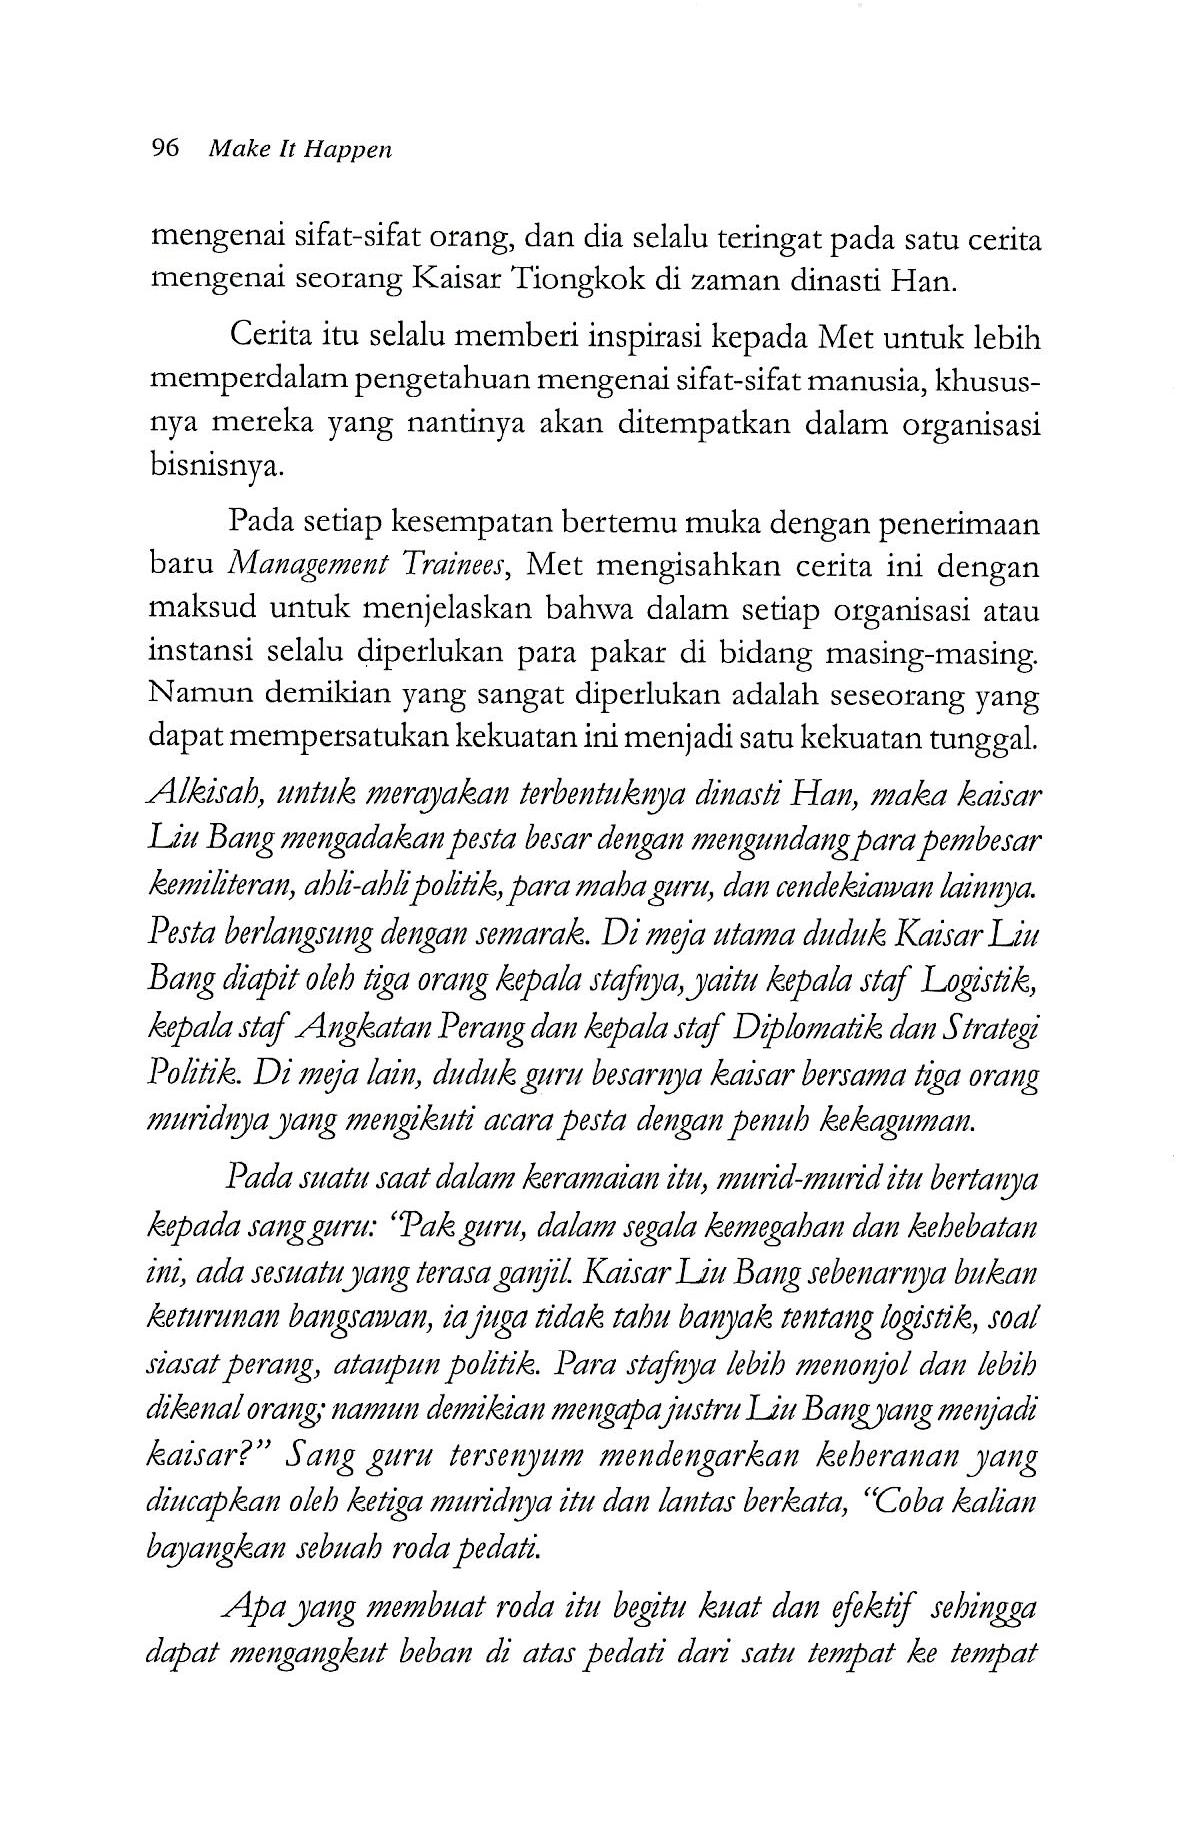 96 Make It Happen
mengenai sifat-sifat orang, dan dia selalu teringat pada satu cerita
mengenai seorang Kaisar Tiongkok di zaman dinasti Han.
Cerita itu selalu memberi inspirasi kepada Met untuk lebih
memperdalam pengetahuan mengenai sifat-sifat manusia, khusus-
nya mereka yang nantinya akan ditempatkan dalam organisasi
bisnisnya.
Pada setiap kesempatan bertemu muka dengan penerimaan
baru Management Trainees, Met mengisahkan cerita ini dengan
maksud untuk menjelaskan bahwa dalam setiap organisasi atau
instansi selalu diperlukan para pakar di bidang masing-masing.
Namun demikian yang sangat diperlukan adalah seseorang yang
dapat mempersatukan kekuatan ini menjadi satu kekuatan tunggal.
Alkisah, untuk merayakan terbentuknya dinasti Han, maka kaisar
Liu Bang mengadakan pesta besar dengan mengundang para pembesar
kemiliteran, ahli-ahli politik, para maha guru, dan cendekiawan lainnya.
Pesta berlangsung dengan semarak. Di meja utama duduk Kaisar Liu
Bang diapit oleh tiga orang kepala stafnya, yaitu kepala staf Logistik,
kepala staf Angkatan Perang dan kepala staf Diplomatik dan Strategi
Politik. Di meja lain, duduk guru besarnya kaisar bersama tiga orang
muridnya yang mengikuti acara pesta dengan penuh kekaguman.
Pada suatu saat dalam keramaian itu, murid-murid itu bertanya
kepada sang guru: “Pak guru, dalam segala kemegahan dan kehebatan
ini, ada sesuatu yang terasa ganjil. Kaisar Liu Bang sebenarnya bukan
keturunan bangsawan, ia juga tidak tahu banyak tentang logistik, soal
siasat perang, ataupun politik. Para stafnya lebih menonjol dan lebih
dikenal orang; namun demikian mengapa justru Liu Bang yang menjadi
kaisar?” Sang guru tersenyum mendengarkan keheranan yang
diucapkan oleh ketiga muridnya itu dan lantas berkata, “Coba kalian
bayangkan sebuah roda pedati.
Apa yang membuat roda itu begitu kuat dan efektif sehingga
dapat mengangkut beban di atas pedati dari satu tempat ke tempat